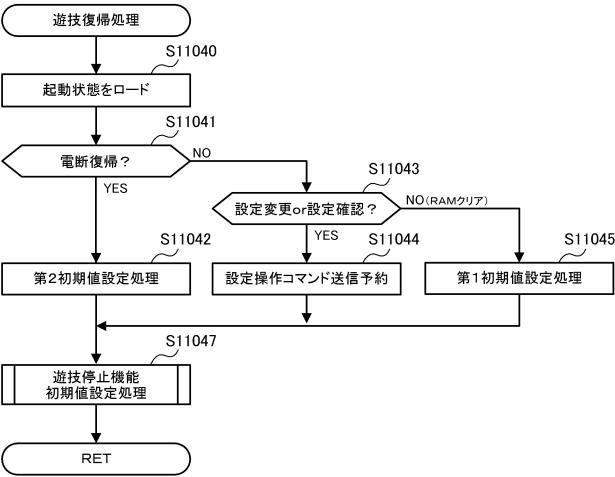 遊技復帰処理
S11040
起動状態をロード
S11041
電断復帰？
NO
YES
S11043
設定変更or設定確認？
NO(RAMクリア)
YES
S11042
第２初期値設定処理
S11044
設定操作コマンド送信予約
S11045
第１初期値設定処理
S11047
遊技停止機能
初期値設定処理
RET